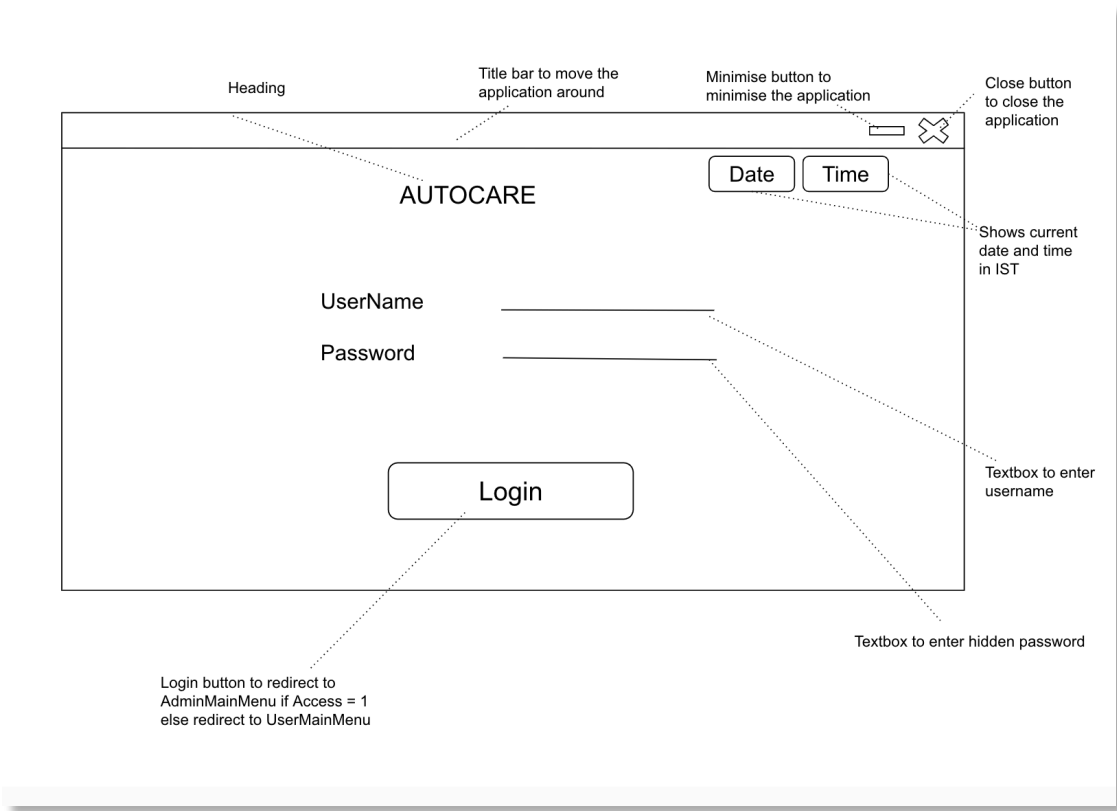 Heading
Title bar to move the
application around
Minimise button to
minimise the application
Close button
to close the
application
Date
Time
AUTOCARE
Shows current
date and time
in IST
UserName
Password
Login
Textbox to enter
username
Textbox to enter hidden password
Login button to redirect to
AdminMainMenu if Access = 1
else redirect to UserMainMenu